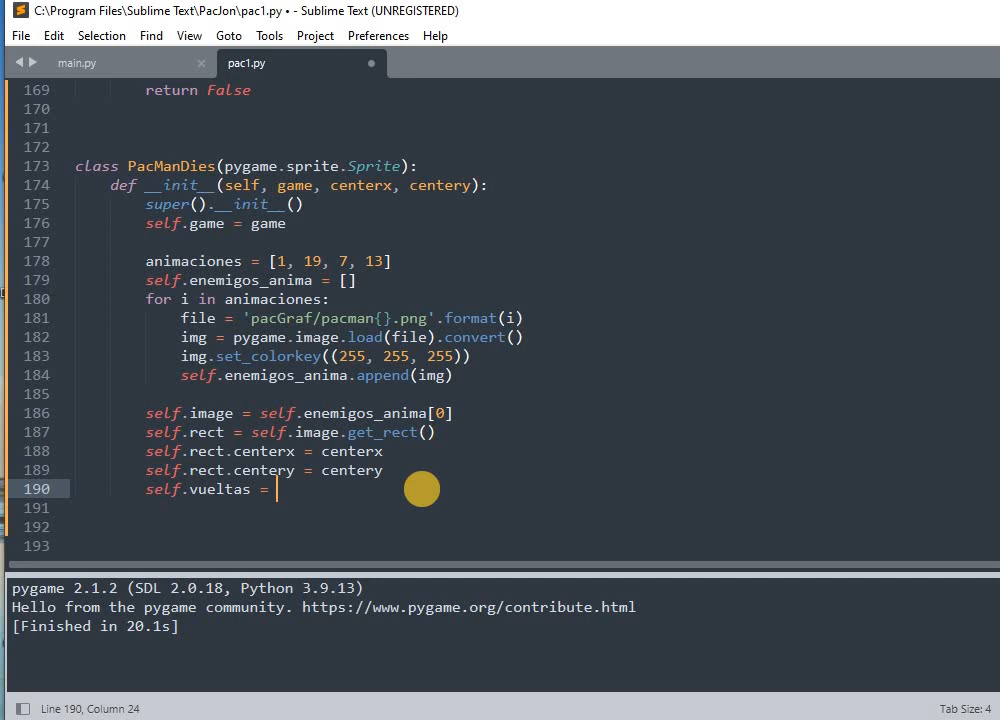 C:\Program Files\Sublime Text\PacJon\pac1.py • - Sublime Text (UNREGISTERED)
File Edit Selection Find View Goto Tools Project Preferences Help
main.py × pac1.py
169         return False
170
171
172
173 class PacManDies(pygame.sprite.Sprite):
174     def __init__(self, game, centerx, centery):
175         super().__init__()
176         self.game = game
177
178         animaciones = [1, 19, 7, 13]
179         self.enemigos_anima = []
180         for i in animaciones:
181             file = 'pacGraf/pacman{}.png'.format(i)
182             img = pygame.image.load(file).convert()
183             img.set_colorkey((255, 255, 255))
184             self.enemigos_anima.append(img)
185
186         self.image = self.enemigos_anima[0]
187         self.rect = self.image.get_rect()
188         self.rect.centerx = centerx
189         self.rect.centery = centery
190         self.vueltas =
191
192
193
pygame 2.1.2 (SDL 2.0.18, Python 3.9.13)
Hello from the pygame community. https://www.pygame.org/contribute.html
[Finished in 20.1s]
Line 190, Column 24 Tab Size: 4